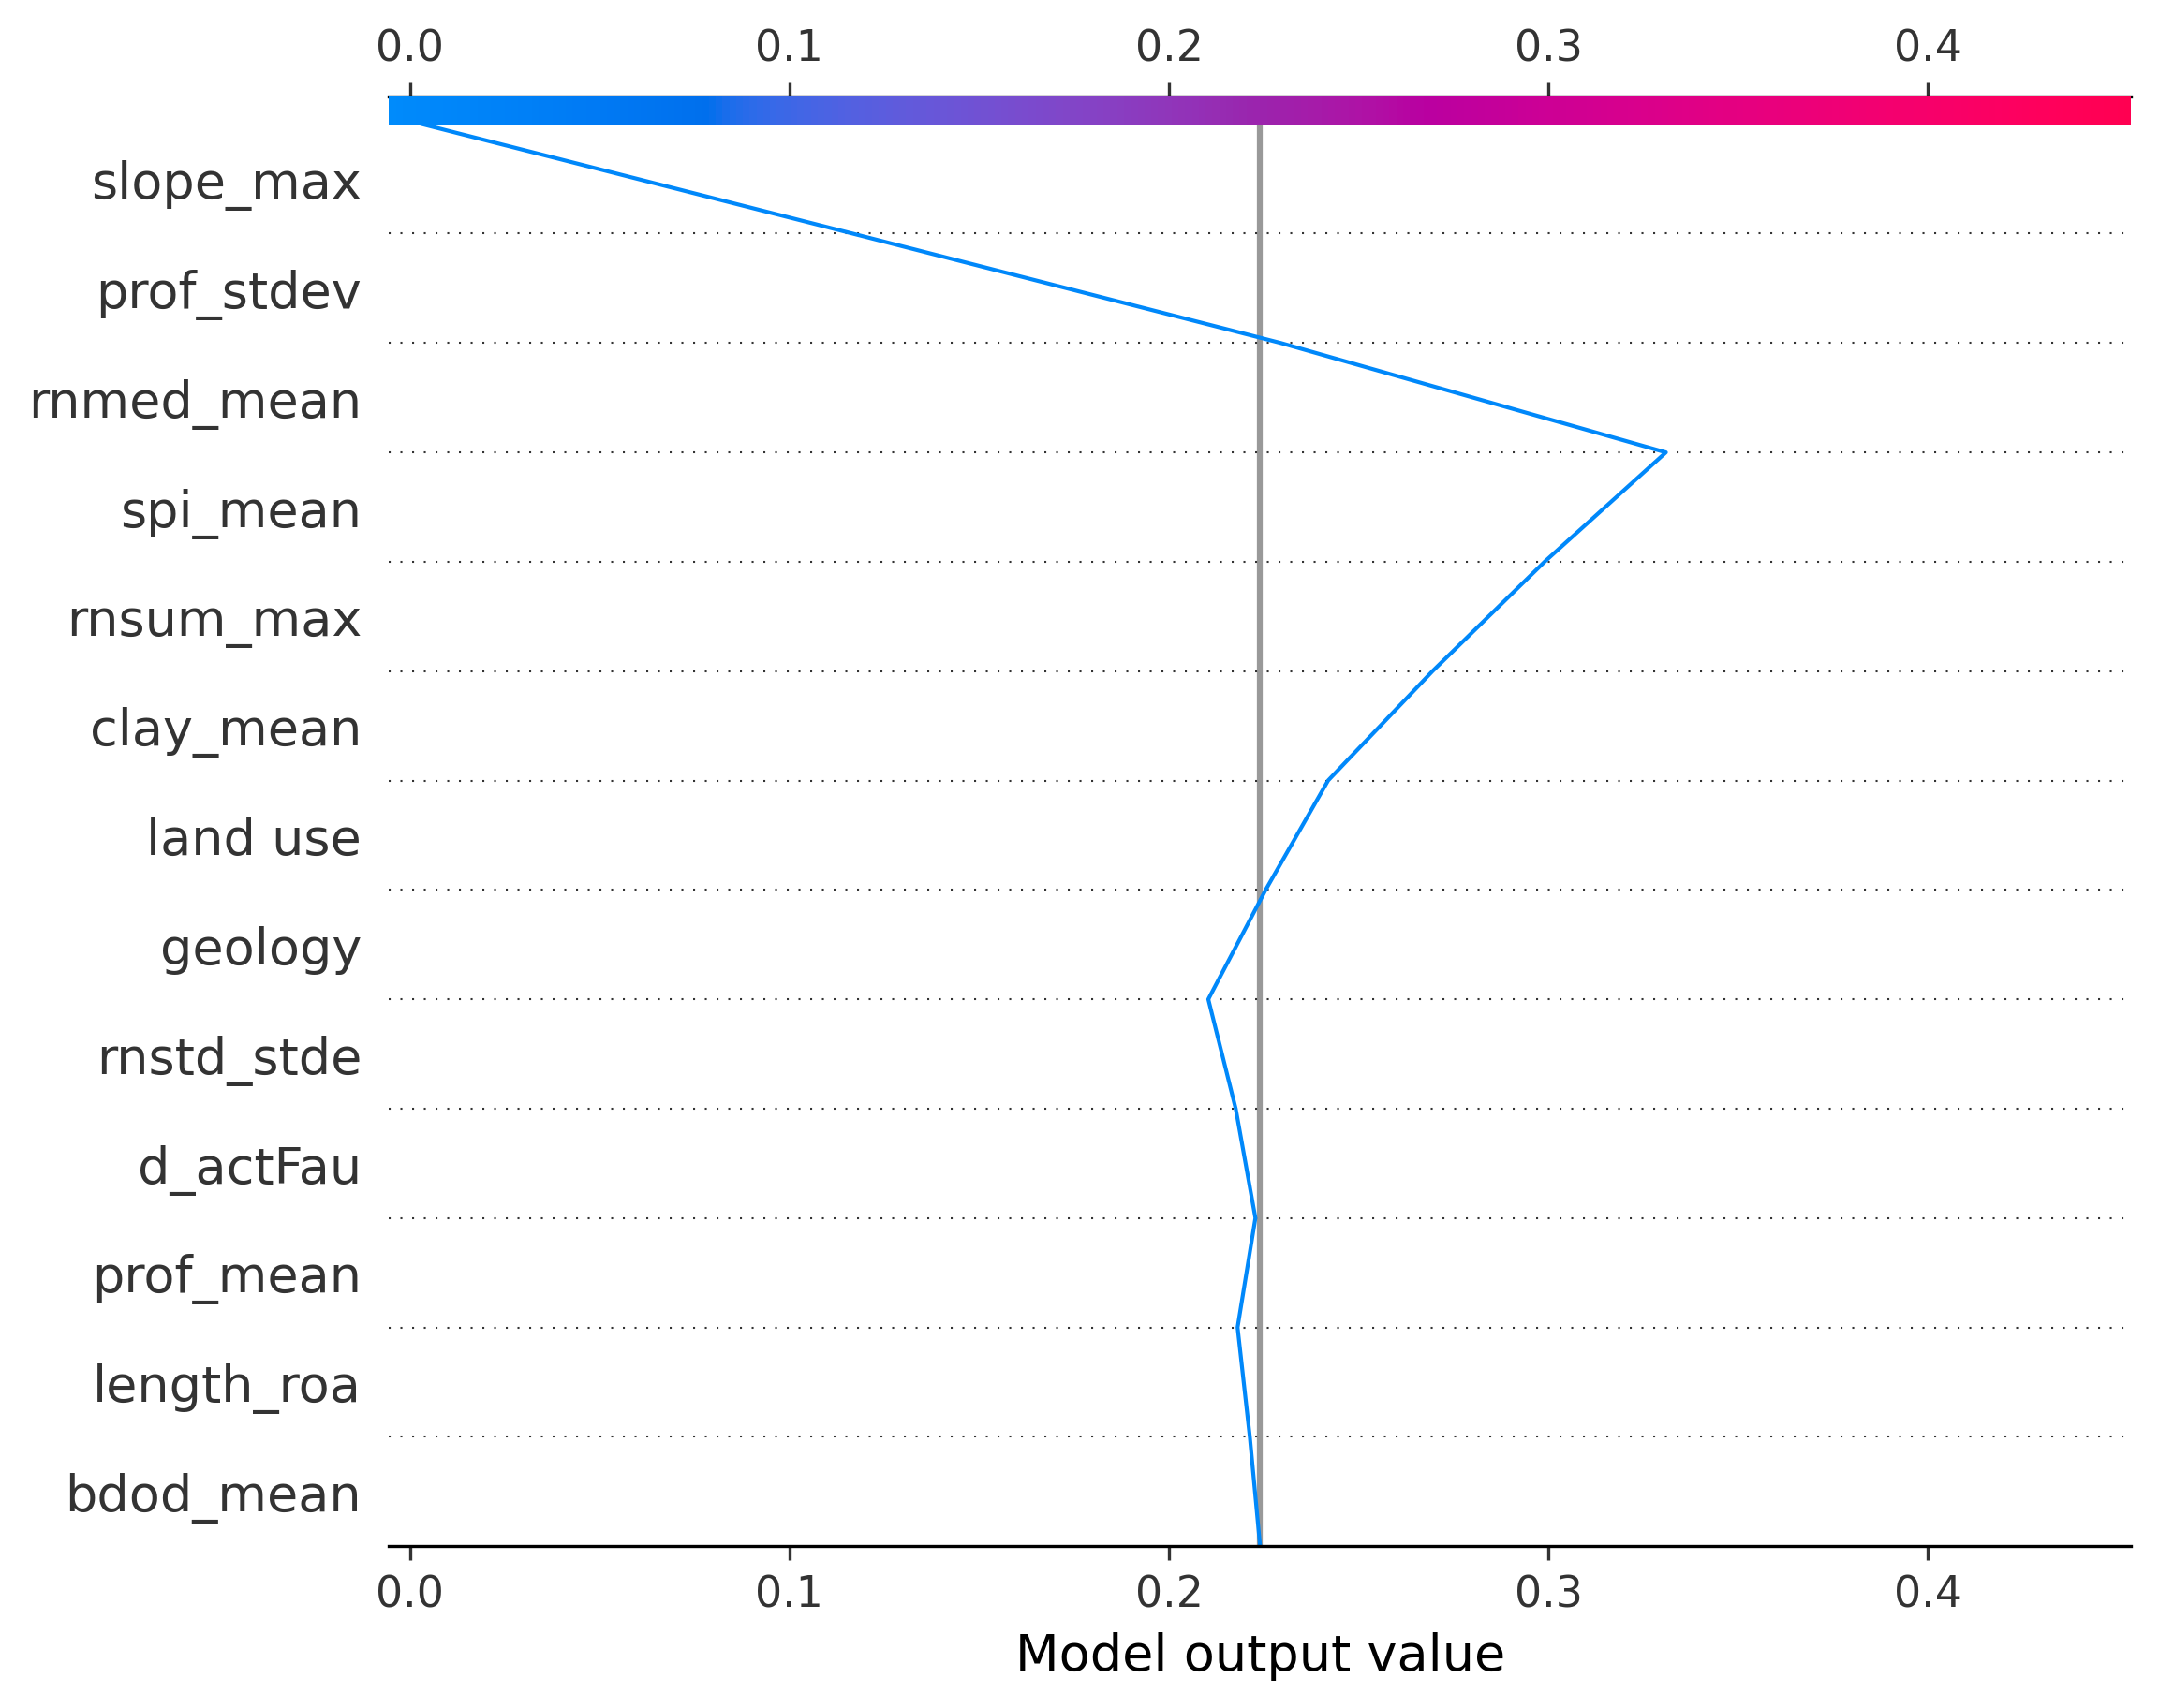 0.0 0.1 0.2 0.3 0.4
slope_max
prof_stdev
rnmed_mean
spi_mean
rnsum_max
clay_mean
land use
geology
rnstd_stde
d_actFau
prof_mean
length_roa
bdod_mean
0.0 0.1 0.2 0.3 0.4
Model output value